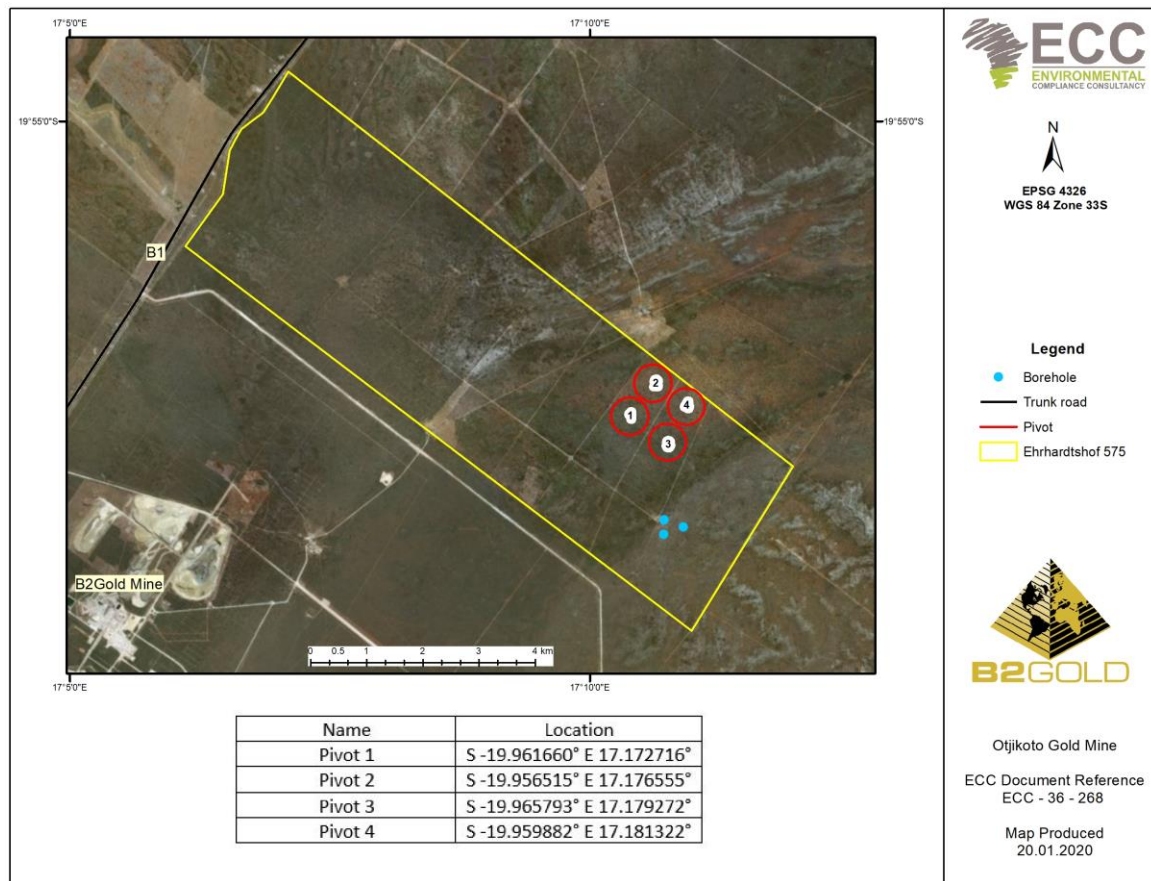 17°5'0"E
17°10'0"E
19°55'0"S
19°55'0"S
B1
2
4
1
3
B2Gold Mine
0 0.5 1 2 3 4 km
17°5'0"E
17°10'0"E
Name Location
Pivot 1 S -19.961660° E 17.172716°
Pivot 2 S -19.956515° E 17.176555°
Pivot 3 S -19.965793° E 17.179272°
Pivot 4 S -19.959882° E 17.181322°
ECC
ENVIRONMENTAL
COMPLIANCE CONSULTANCY
N
EPSG 4326
WGS 84 Zone 33S
Legend
Borehole
Trunk road
Pivot
Ehrhardtshof 575
B2GOLD
Otjikoto Gold Mine
ECC Document Reference
ECC - 36 - 268
Map Produced
20.01.2020